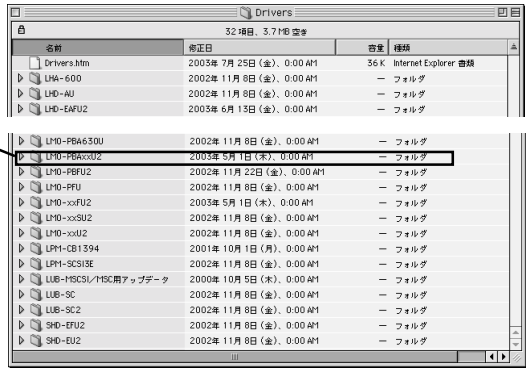 Drivers
32 項目、3.7 MB 空き
名前 修正日 容量 種類
Drivers.htm 2003年 7月 25日（金）、0:00 AM 36 K Internet Explorer 書類
LHA-600 2002年 11月 8日（金）、0:00 AM — フォルダ
LHD-AU 2002年 11月 8日（金）、0:00 AM — フォルダ
LHD-EAFU2 2003年 6月 13日（金）、0:00 AM — フォルダ
LMO-PBA630U 2002年 11月 8日（金）、0:00 AM — フォルダ
LMO-PBAxxU2 2003年 5月 1日（木）、0:00 AM — フォルダ
LMO-PBFU2 2002年 11月 22日（金）、0:00 AM — フォルダ
LMO-PFU 2002年 11月 8日（金）、0:00 AM — フォルダ
LMO-xxFU2 2003年 5月 1日（木）、0:00 AM — フォルダ
LMO-xxSU2 2002年 11月 8日（金）、0:00 AM — フォルダ
LMO-xxU2 2002年 11月 8日（金）、0:00 AM — フォルダ
LPM-CB1394 2001年 10月 1日（月）、0:00 AM — フォルダ
LPM-SCSI3E 2002年 11月 8日（金）、0:00 AM — フォルダ
LUB-MSCSI/MSC用アップデータ 2000年 10月 5日（木）、0:00 AM — フォルダ
LUB-SC 2002年 11月 8日（金）、0:00 AM — フォルダ
LUB-SC2 2002年 11月 8日（金）、0:00 AM — フォルダ
SHD-EFU2 2002年 11月 8日（金）、0:00 AM — フォルダ
SHD-EU2 2002年 11月 8日（金）、0:00 AM — フォルダ